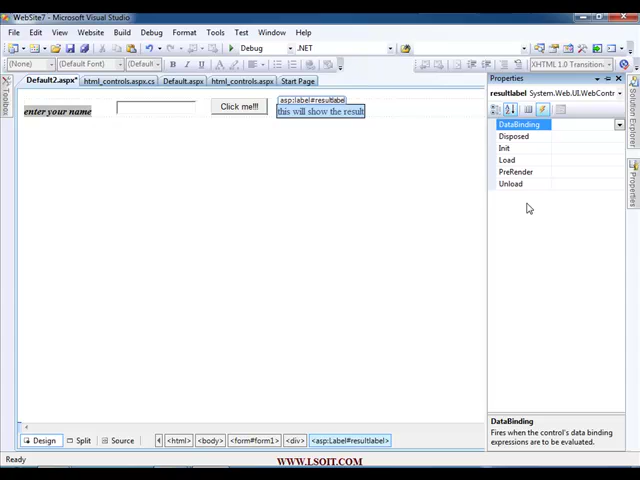 WebSite7 - Microsoft Visual Studio
File Edit View Website Build Debug Format Tools Test Window Help
Debug .NET
(None) (Default Font) (Default B I U A XHTML 1.0 Transition
Toolbox
Default2.aspx* html_controls.aspx.cs Default.aspx html_controls.aspx Start Page
enter your name
Click me!!!
asp:label#resultlabel
this will show the result
Properties
resultlabel System.Web.UI.WebContr
DataBinding
Disposed
Init
Load
PreRender
Unload
Solution Explorer
Properties
DataBinding
Fires when the control's data binding
expressions are to be evaluated.
Design Split Source <html> <body> <form#form1> <div> <asp:Label#resultlabel>
Ready
WWW.LSOIT.COM